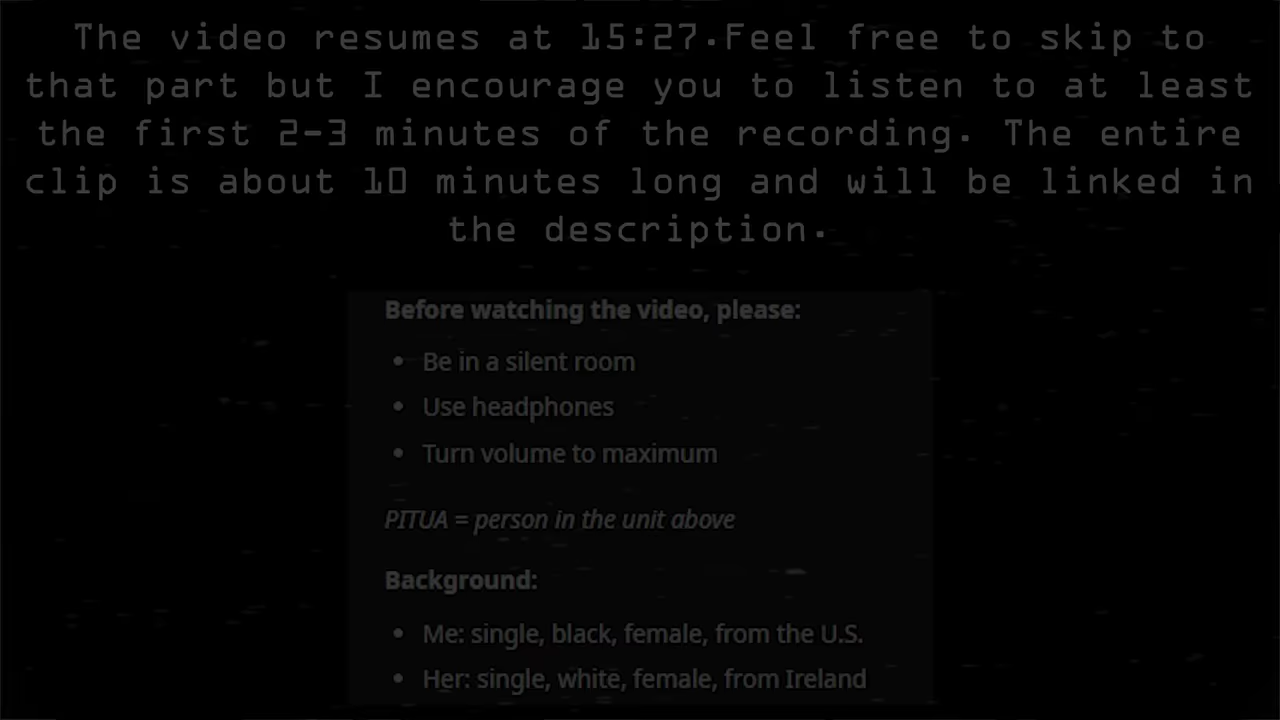 The video resumes at 15:27.Feel free to skip to
that part but I encourage you to listen to at least
the first 2-3 minutes of the recording. The entire
clip is about 10 minutes long and will be linked in
the description.
Before watching the video, please:
• Be in a silent room
• Use headphones
• Turn volume to maximum
PITUA = person in the unit above
Background:
• Me: single, black, female, from the U.S.
• Her: single, white, female, from Ireland